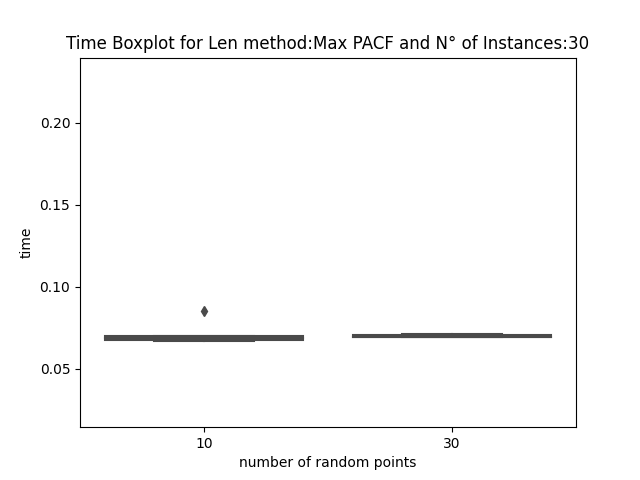 Time Boxplot for Len method:Max PACF and N° of Instances:30
0.20
0.15
0.10
0.05
time
10
30
number of random points